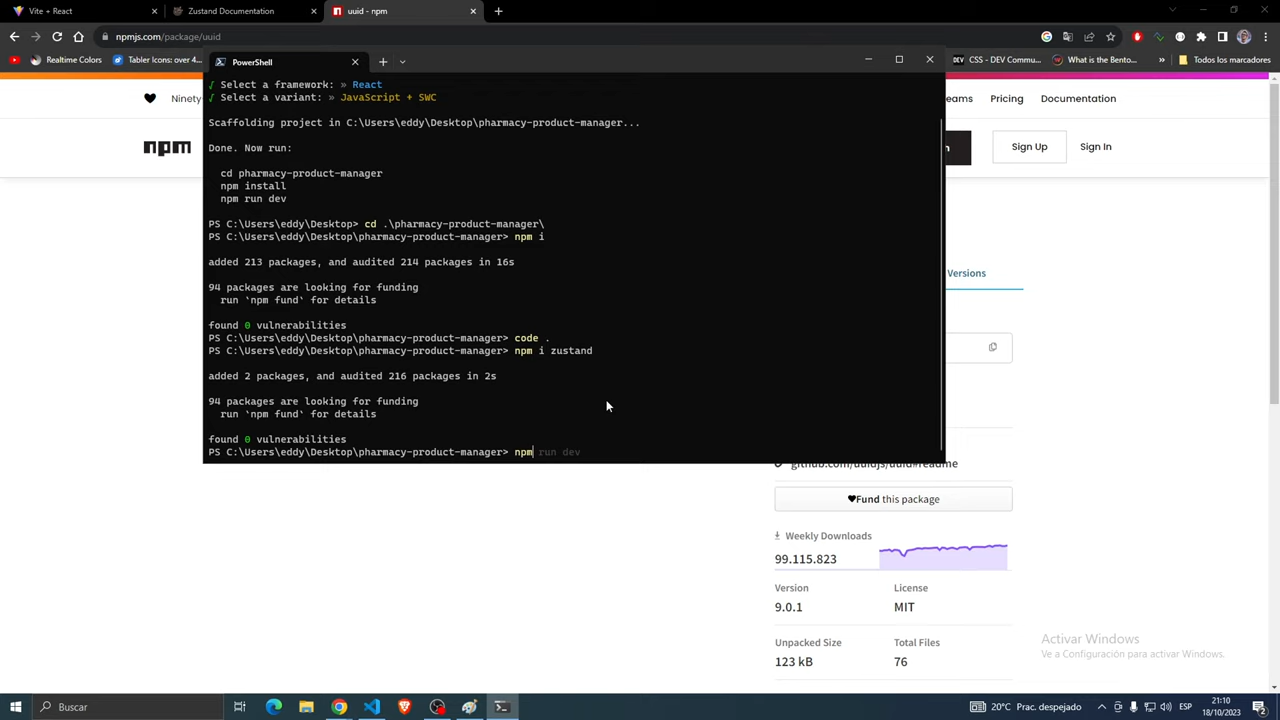 Vite + React
Zustand Documentation
uuid - npm
npmjs.com/package/uuid
Realtime Colors
Tabler Icons: over 4...
DEV
CSS - DEV Communi...
What is the best...
Todos los marcadores
PowerShell
√ Select a framework: » React
√ Select a variant: » JavaScript + SWC
Scaffolding project in C:\Users\eddy\Desktop\pharmacy-product-manager...
Done. Now run:
cd pharmacy-product-manager
npm install
npm run dev
PS C:\Users\eddy\Desktop> cd .\pharmacy-product-manager\
PS C:\Users\eddy\Desktop\pharmacy-product-manager> npm i
added 213 packages, and audited 214 packages in 16s
94 packages are looking for funding
run `npm fund` for details
found 0 vulnerabilities
PS C:\Users\eddy\Desktop\pharmacy-product-manager> code .
PS C:\Users\eddy\Desktop\pharmacy-product-manager> npm i zustand
added 2 packages, and audited 216 packages in 2s
94 packages are looking for funding
run `npm fund` for details
found 0 vulnerabilities
PS C:\Users\eddy\Desktop\pharmacy-product-manager> npm run dev
Ninety
eams
Pricing
Documentation
npm
h
Sign Up
Sign In
Versions
github.com/uuidjs/uuid#readme
Fund this package
Weekly Downloads
99.115.823
Version
License
9.0.1
MIT
Unpacked Size
Total Files
123 kB
76
Activar Windows
Ve a Configuración para activar Windows.
Buscar
20°C Parc. despejado
ESP
21:10
18/10/2023
2